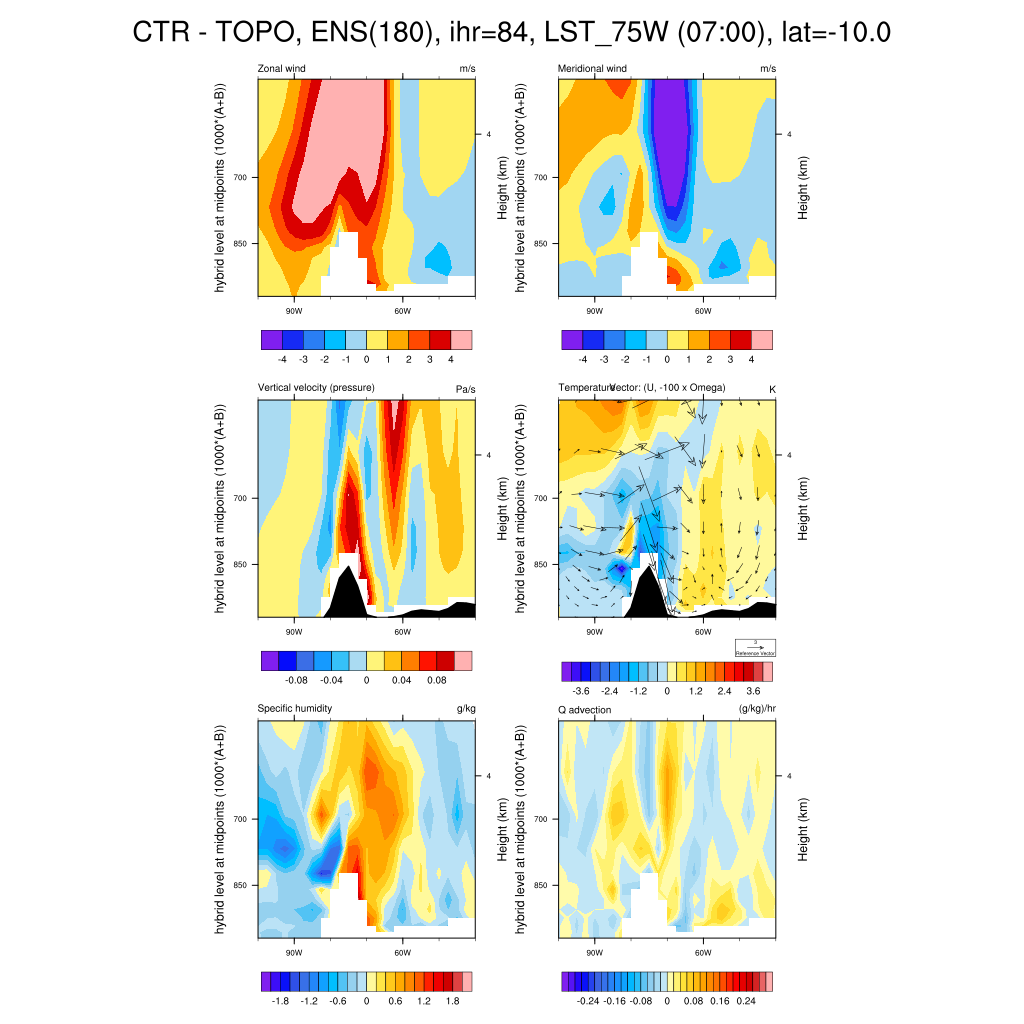 CTR - TOPO, ENS(180), ihr=84, LST_75W (07:00), lat=-10.0
Zonal wind m/s
hybrid level at midpoints (1000*(A+B))
700
850
4
Height (km)
90W 60W
-4 -3 -2 -1 0 1 2 3 4
Meridional wind m/s
hybrid level at midpoints (1000*(A+B))
700
850
4
Height (km)
90W 60W
-4 -3 -2 -1 0 1 2 3 4
Vertical velocity (pressure) Pa/s
hybrid level at midpoints (1000*(A+B))
700
850
4
Height (km)
90W 60W
-0.08 -0.04 0 0.04 0.08
Temperature Vector: (U, -100 x Omega) K
hybrid level at midpoints (1000*(A+B))
700
850
4
Height (km)
90W 60W
3
Reference Vector
-3.6 -2.4 -1.2 0 1.2 2.4 3.6
Specific humidity g/kg
hybrid level at midpoints (1000*(A+B))
700
850
4
Height (km)
90W 60W
-1.8 -1.2 -0.6 0 0.6 1.2 1.8
Q advection (g/kg)/hr
hybrid level at midpoints (1000*(A+B))
700
850
4
Height (km)
90W 60W
-0.24 -0.16 -0.08 0 0.08 0.16 0.24